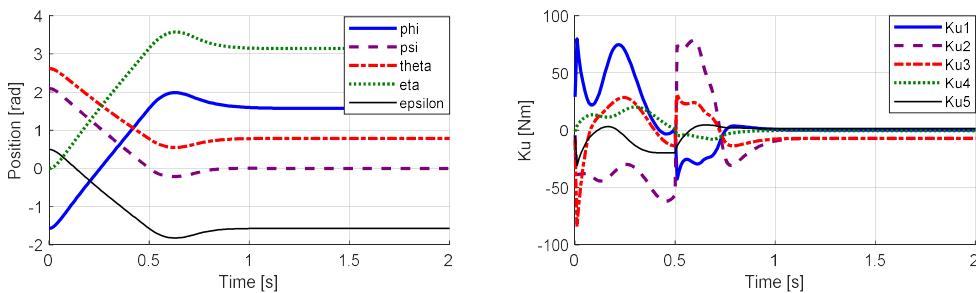 4
3
2
1
0
-1
-2
Position [rad]
0
0.5
1
1.5
2
Time [s]
phi
psi
theta
eta
epsilon
100
50
0
-50
-100
Ku [Nm]
0
0.5
1
1.5
2
Time [s]
Ku1
Ku2
Ku3
Ku4
Ku5